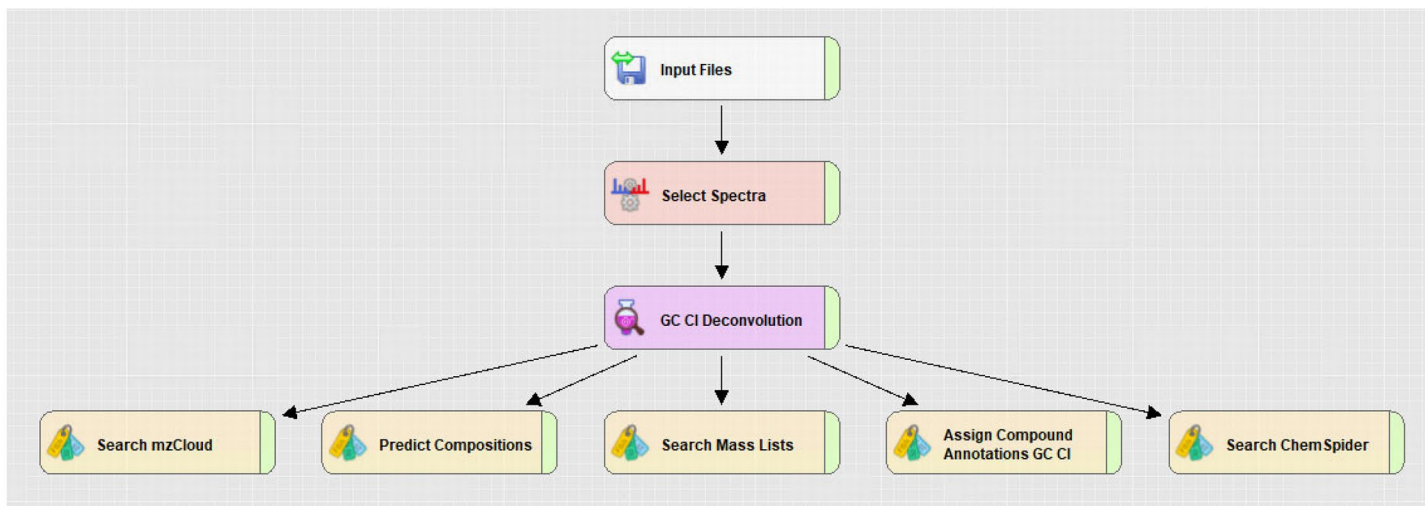 Input Files
Select Spectra
GC CI Deconvolution
Search mzCloud
Predict Compositions
Search Mass Lists
Assign Compound
Annotations GC CI
Search ChemSpider